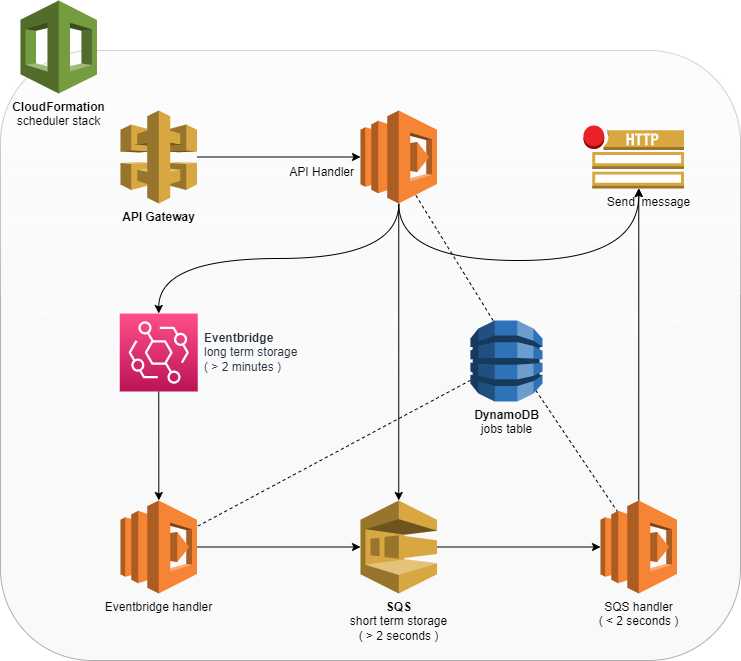 CloudFormation
scheduler stack
HTTP
API Handler
Send message
API Gateway
Eventbridge
long term storage
( > 2 minutes )
DynamoDB
jobs table
Eventbridge handler
SQS
short term storage
( > 2 seconds )
SQS handler
( < 2 seconds )